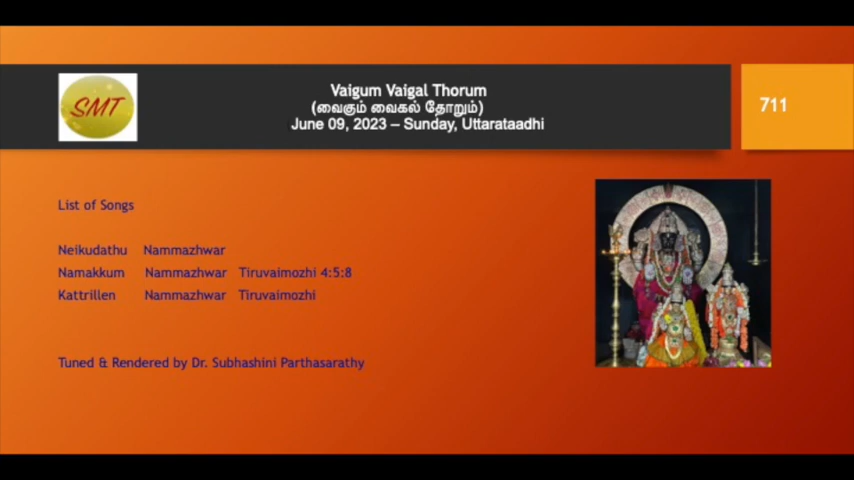 SMT
Vaigum Vaigal Thorum
(வைகும் வைகல் தோறும்)
June 09, 2023 – Sunday, Uttarataadhi
711
List of Songs
Neikudathu Nammazhwar
Namakkum Nammazhwar Tiruvaimozhi 4:5:8
Kattrillen Nammazhwar Tiruvaimozhi
Tuned & Rendered by Dr. Subhashini Parthasarathy